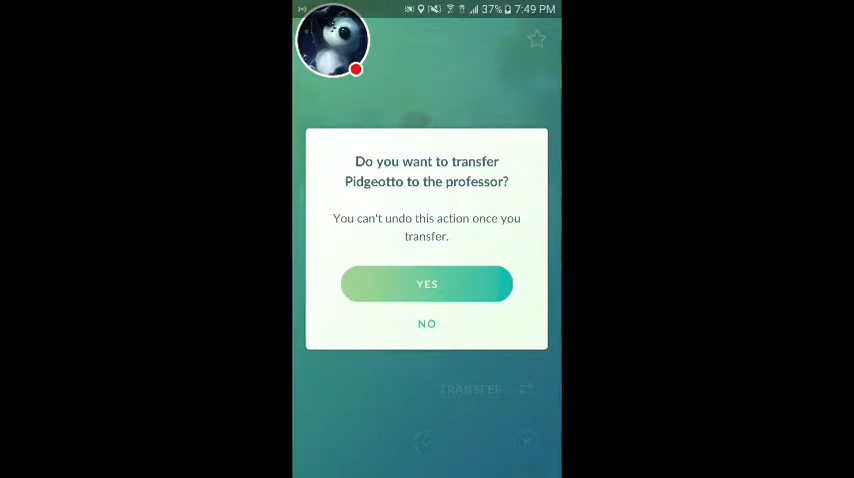 37% 7:49 PM
Do you want to transfer
Pidgeotto to the professor?
You can't undo this action once you
transfer.
YES
NO
TRANSFER